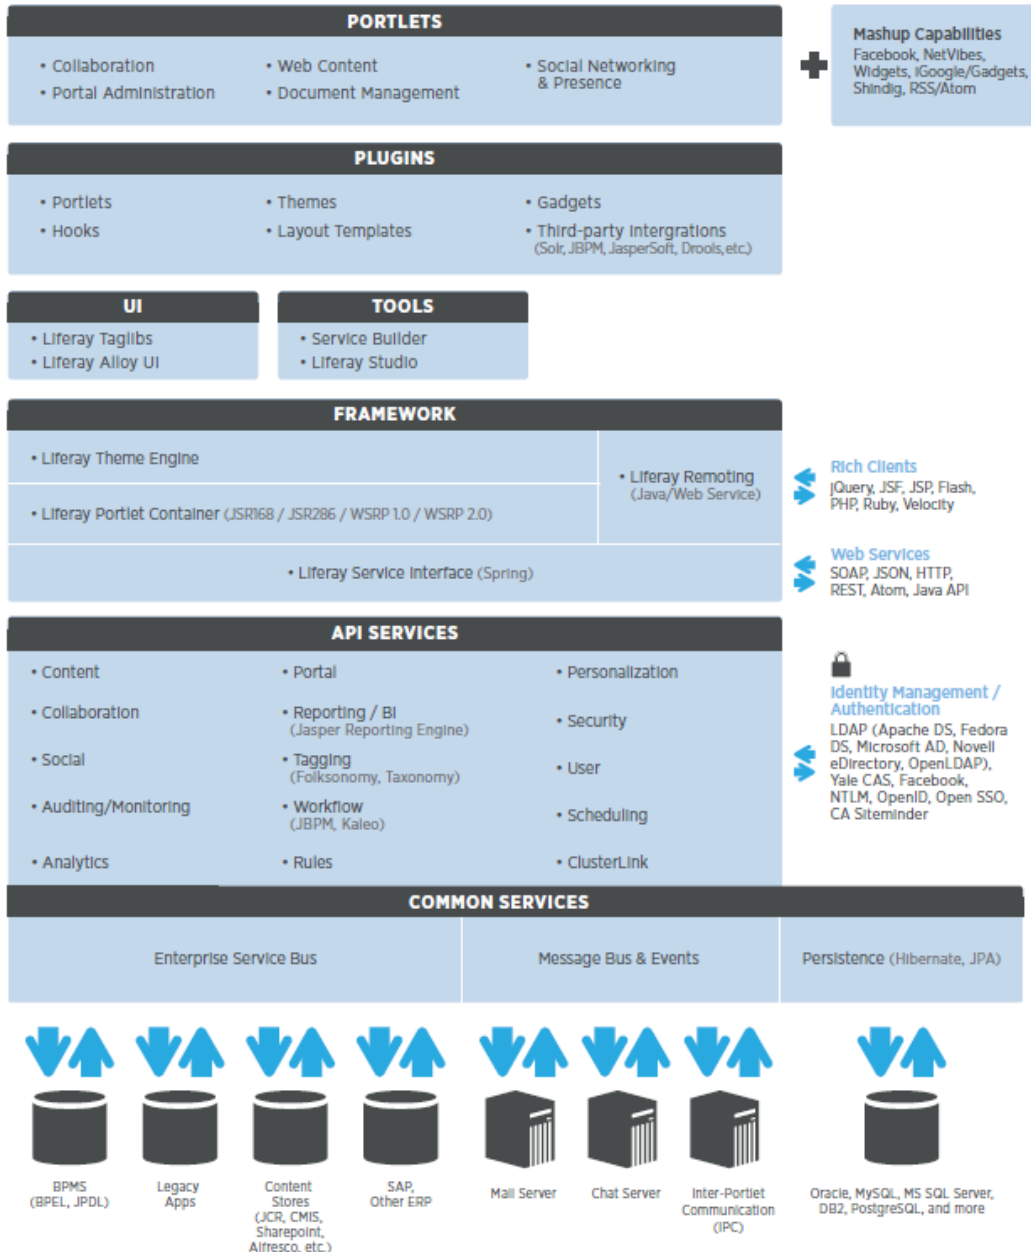 PORTLETS
• Collaboration
• Portal Administration
• Web Content
• Document Management
• Social Networking
& Presence
Mashup Capabilities
Facebook, NetVibes,
Widgets, iGoogle/Gadgets,
Shindig, RSS/Atom
PLUGINS
• Portlets
• Hooks
• Themes
• Layout Templates
• Gadgets
• Third-party Intergrations
(Solr, JBPM, JasperSoft, Drools, etc.)
UI
• Liferay Taglibs
• Liferay Alloy UI
TOOLS
• Service Builder
• Liferay Studio
FRAMEWORK
• Liferay Theme Engine
• Liferay Portlet Container (JSR168 / JSR286 / WSRP 1.0 / WSRP 2.0)
• Liferay Remoting
(Java/Web Service)
• Liferay Service Interface (Spring)
Rich Clients
jQuery, JSF, JSP, Flash,
PHP, Ruby, Velocity
Web Services
SOAP, JSON, HTTP,
REST, Atom, Java API
API SERVICES
• Content
• Collaboration
• Social
• Auditing/Monitoring
• Analytics
• Portal
• Reporting / BI
(Jasper Reporting Engine)
• Tagging
(Folksonomy, Taxonomy)
• Workflow
(JBPM, Kaleo)
• Rules
• Personalization
• Security
• User
• Scheduling
• ClusterLink
Identity Management /
Authentication
LDAP (Apache DS, Fedora
DS, Microsoft AD, Novell
eDirectory, OpenLDAP),
Yale CAS, Facebook,
NTLM, OpenID, Open SSO,
CA Siteminder
COMMON SERVICES
Enterprise Service Bus
Message Bus & Events
Persistence (Hibernate, JPA)
BPMS
(BPEL, JPDL)
Legacy
Apps
Content
Stores
(JCR, CMIS,
Sharepoint,
Alfresco, etc.)
SAP,
Other ERP
Mail Server
Chat Server
Inter-Portlet
Communication
(IPC)
Oracle, MySQL, MS SQL Server,
DB2, PostgreSQL, and more